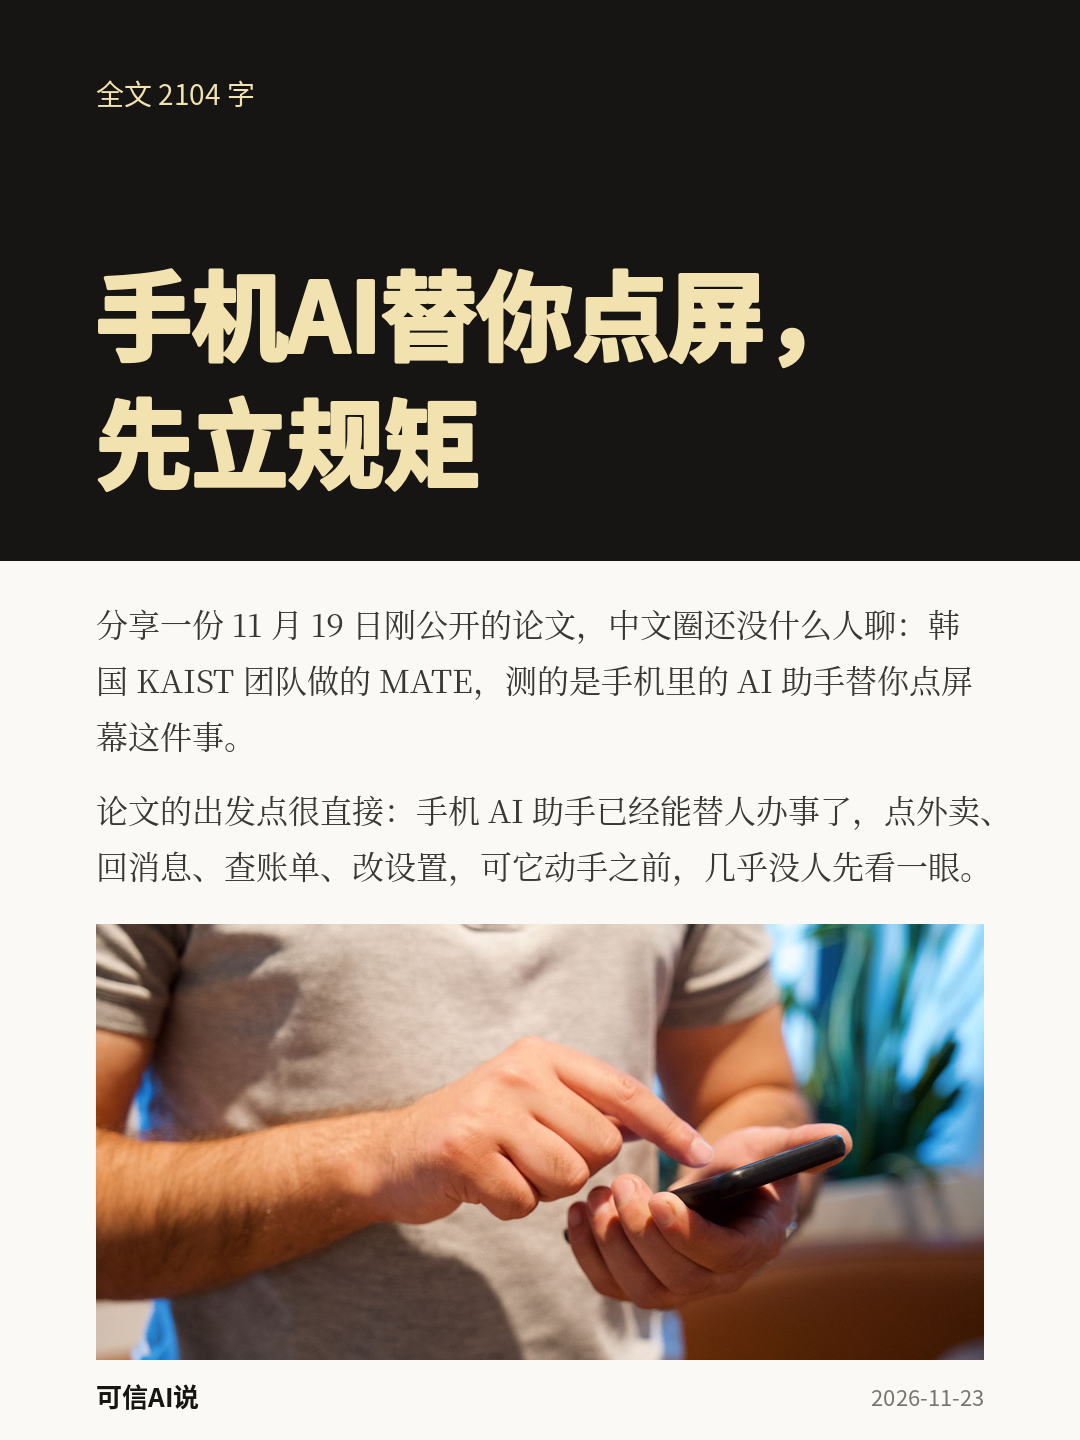 全文 2104 字
手机AI替你点屏，
先立规矩
分享一份 11 月 19 日刚公开的论文，中文圈还没什么人聊：韩
国 KAIST 团队做的 MATE，测的是手机里的 AI 助手替你点屏
幕这件事。
论文的出发点很直接：手机 AI 助手已经能替人办事了，点外卖、
回消息、查账单、改设置，可它动手之前，几乎没人先看一眼。
可信AI说
2026-11-23